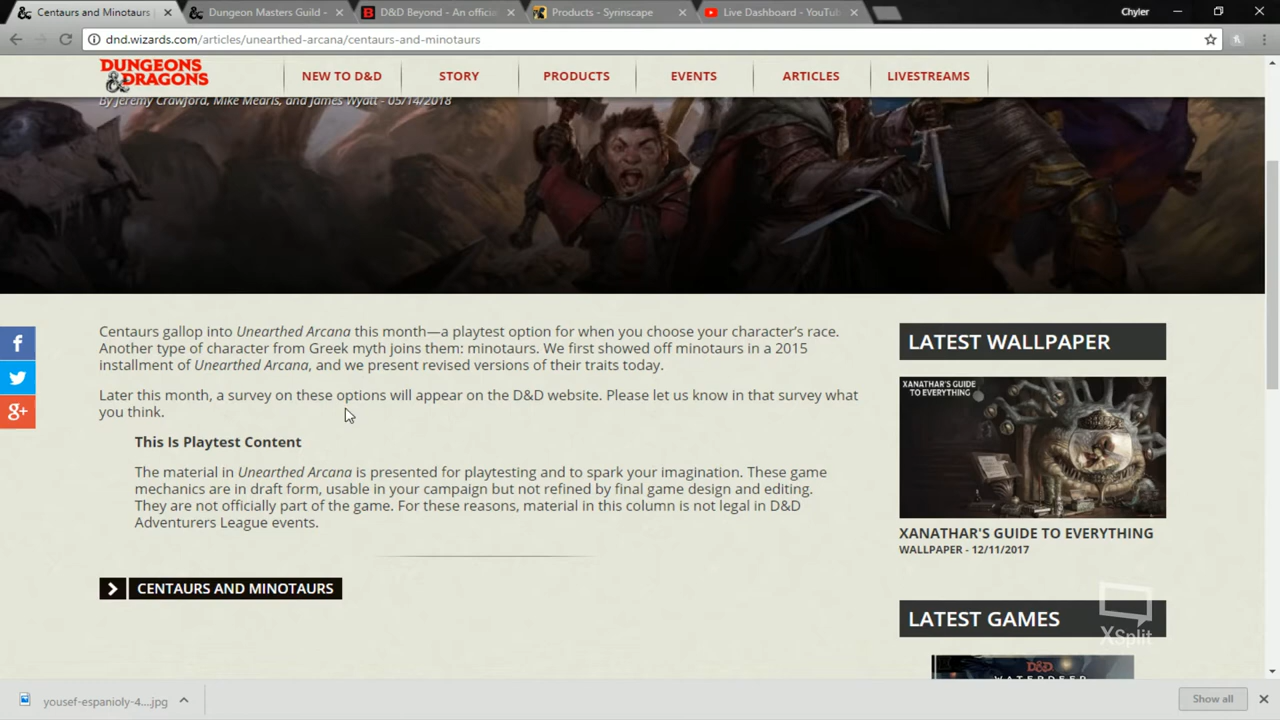 Centaurs and Minotaurs
Dungeon Masters Guild -
D&D Beyond - An offici
Products - Syrinscape
Live Dashboard - YouTub
Chyler
dnd.wizards.com/articles/unearthed-arcana/centaurs-and-minotaurs
DUNGEONS
& DRAGONS
NEW TO D&D
STORY
PRODUCTS
EVENTS
ARTICLES
LIVESTREAMS
By Jeremy Crawford, Mike Mearls, and James Wyatt - 05/14/2018
Centaurs gallop into Unearthed Arcana this month—a playtest option for when you choose your character's race.
Another type of character from Greek myth joins them: minotaurs. We first showed off minotaurs in a 2015
installment of Unearthed Arcana, and we present revised versions of their traits today.
Later this month, a survey on these options will appear on the D&D website. Please let us know in that survey what
you think.
This Is Playtest Content
The material in Unearthed Arcana is presented for playtesting and to spark your imagination. These game
mechanics are in draft form, usable in your campaign but not refined by final game design and editing.
They are not officially part of the game. For these reasons, material in this column is not legal in D&D
Adventurers League events.
CENTAURS AND MINOTAURS
LATEST WALLPAPER
XANATHAR'S GUIDE
TO EVERYTHING
XANATHAR'S GUIDE TO EVERYTHING
WALLPAPER - 12/11/2017
LATEST GAMES
XSplit
D&D
WATERDEEP
yousef-espanioly-4....jpg
Show all